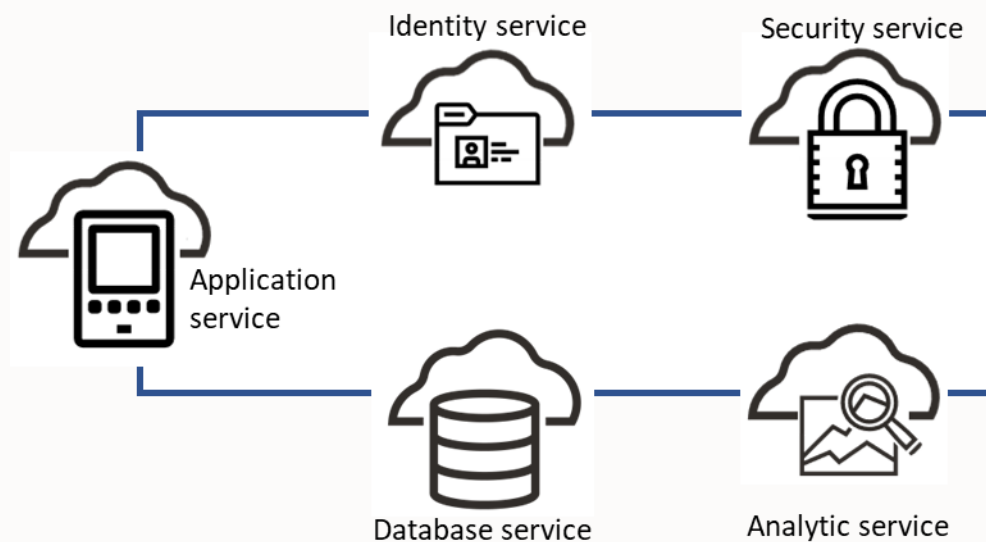 Identity service
Security service
Application
service
Database service
Analytic service